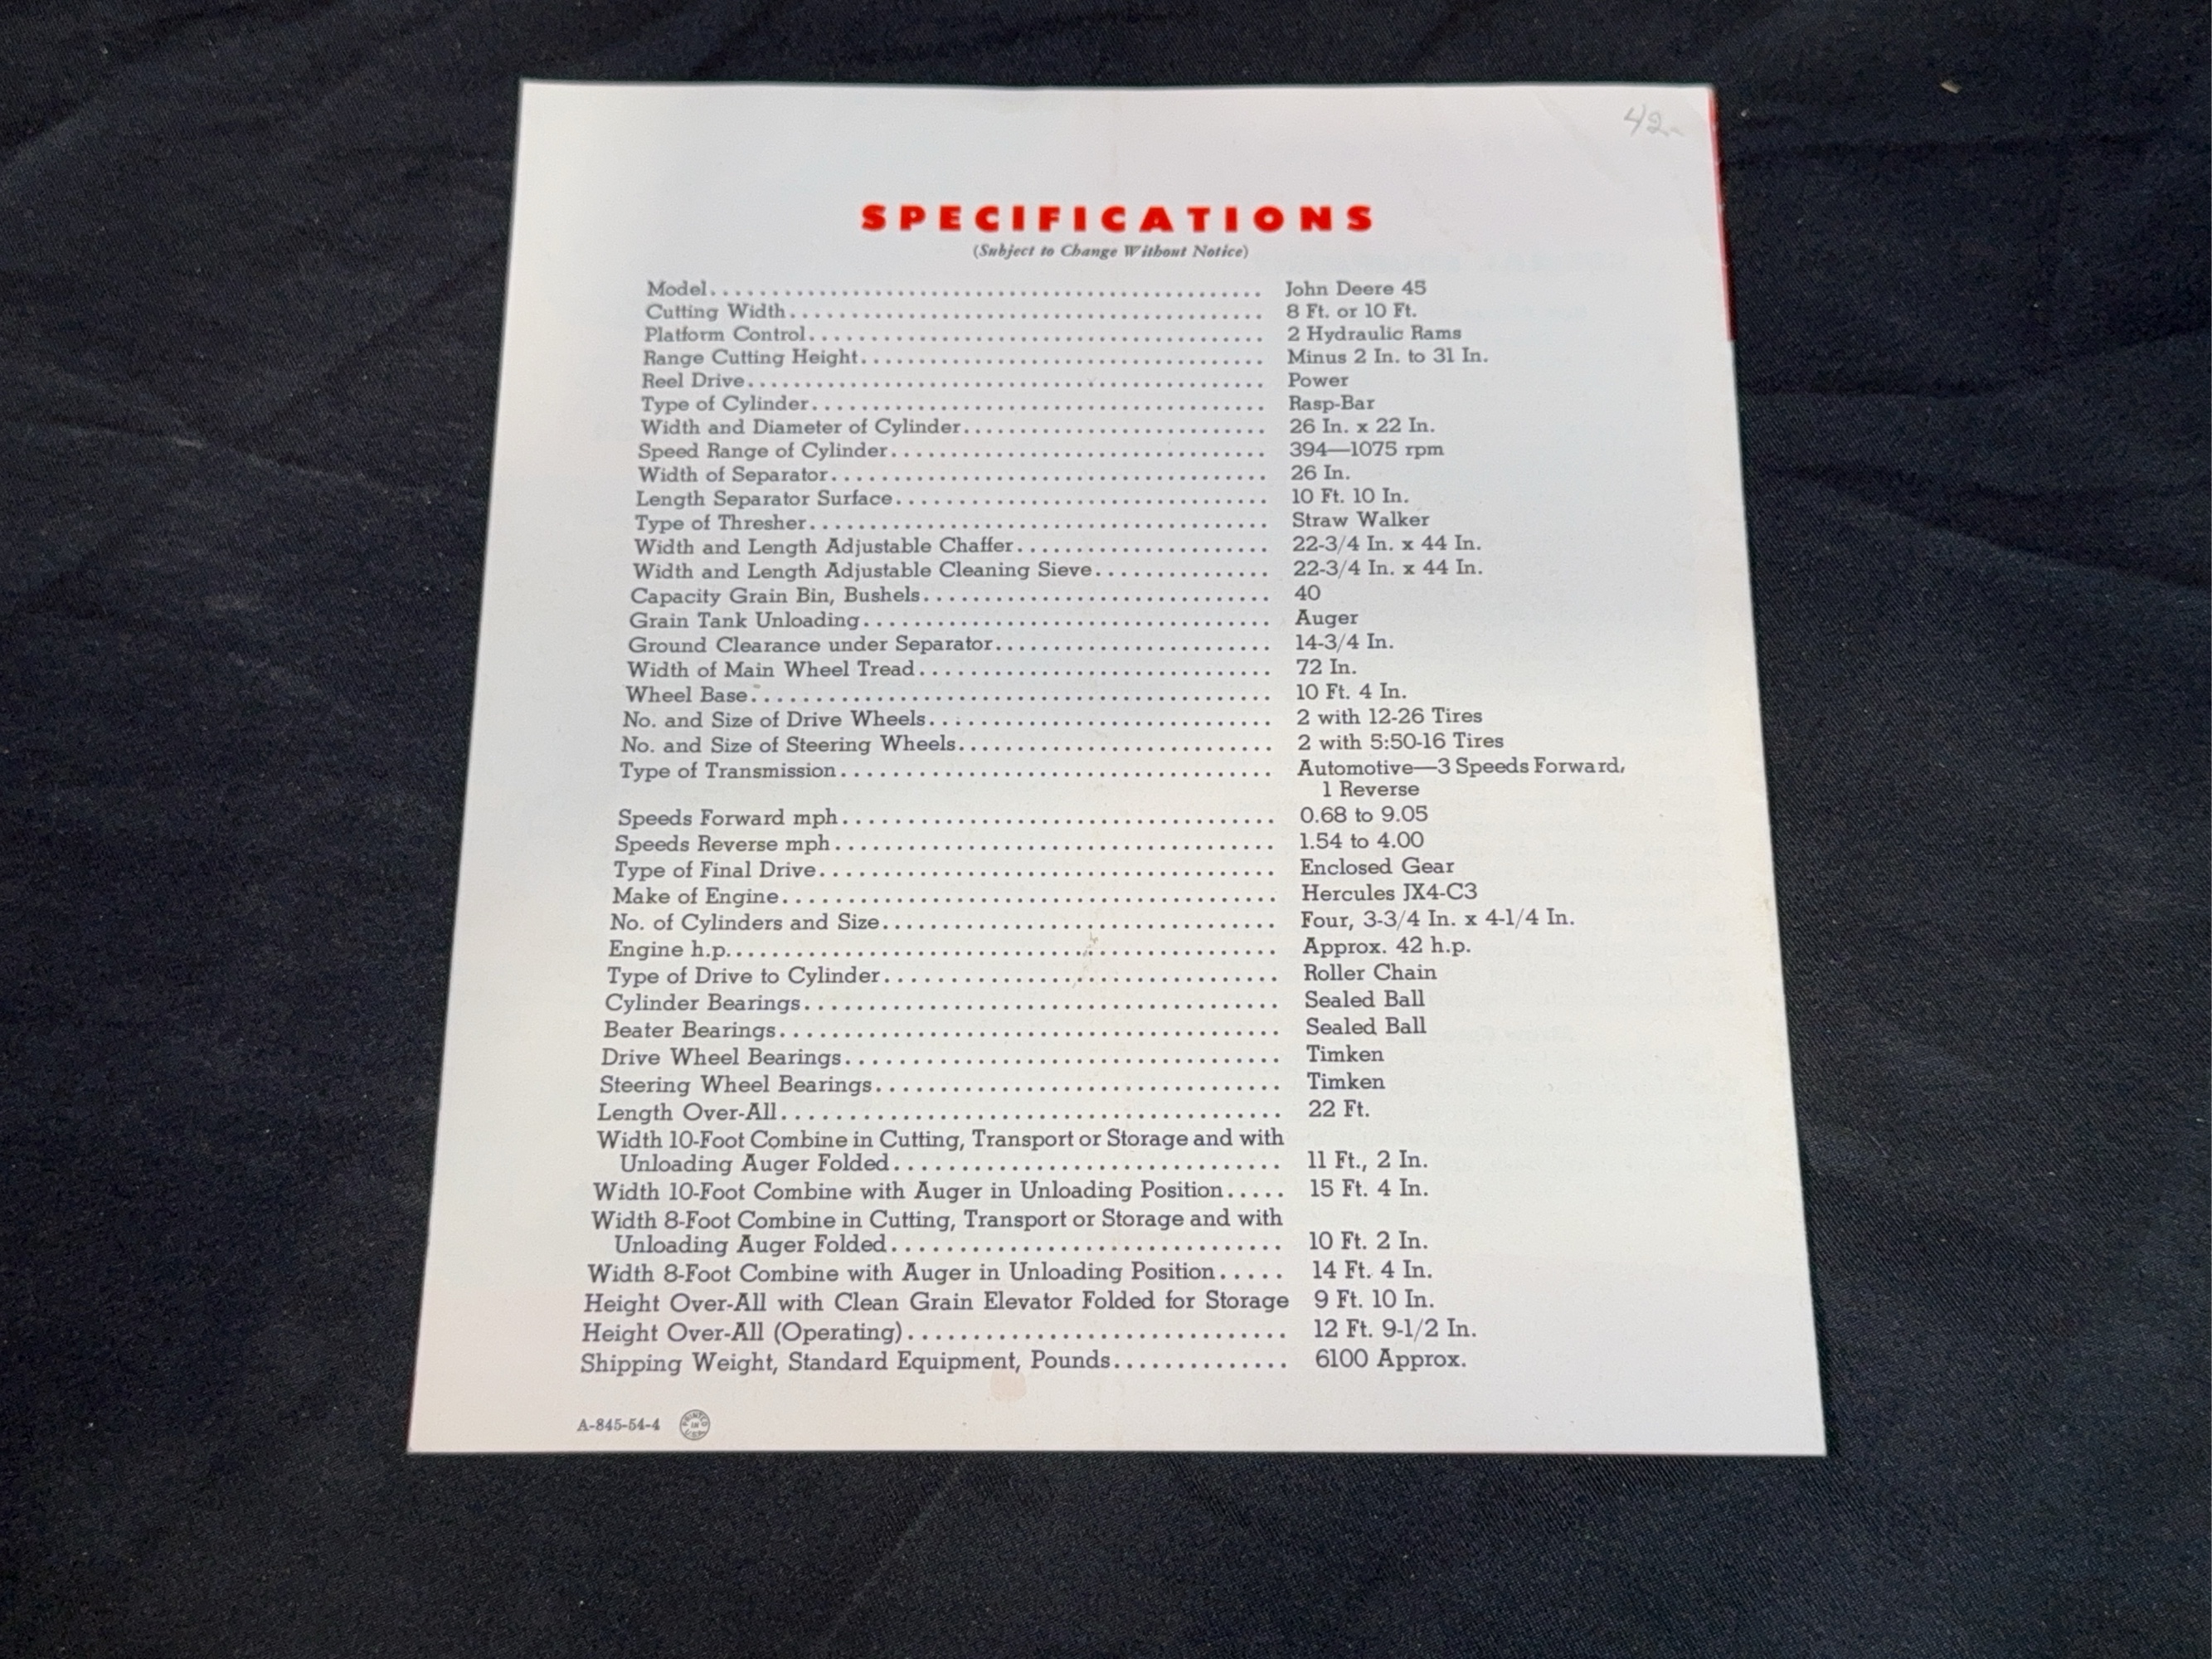 42
SPECIFICATIONS
(Subject to Change Without Notice)
Model........................................................ John Deere 45
Cutting Width................................................ 8 Ft. or 10 Ft.
Platform Control.............................................. 2 Hydraulic Rams
Range Cutting Height......................................... Minus 2 In. to 31 In.
Reel Drive.................................................... Power
Type of Cylinder.............................................. Rasp-Bar
Width and Diameter of Cylinder............................... 26 In. x 22 In.
Speed Range of Cylinder...................................... 394—1075 rpm
Width of Separator............................................ 26 In.
Length Separator Surface..................................... 10 Ft. 10 In.
Type of Thresher.............................................. Straw Walker
Width and Length Adjustable Chaffer......................... 22-3/4 In. x 44 In.
Width and Length Adjustable Cleaning Sieve............... 22-3/4 In. x 44 In.
Capacity Grain Bin, Bushels.................................. 40
Grain Tank Unloading......................................... Auger
Ground Clearance under Separator........................... 14-3/4 In.
Width of Main Wheel Tread................................... 72 In.
Wheel Base.................................................... 10 Ft. 4 In.
No. and Size of Drive Wheels................................. 2 with 12-26 Tires
No. and Size of Steering Wheels.............................. 2 with 5:50-16 Tires
Type of Transmission.......................................... Automotive—3 Speeds Forward,
1 Reverse
Speeds Forward mph.......................................... 0.68 to 9.05
Speeds Reverse mph.......................................... 1.54 to 4.00
Type of Final Drive........................................... Enclosed Gear
Make of Engine............................................... Hercules JX4-C3
No. of Cylinders and Size..................................... Four, 3-3/4 In. x 4-1/4 In.
Engine h.p.................................................... Approx. 42 h.p.
Type of Drive to Cylinder..................................... Roller Chain
Cylinder Bearings............................................. Sealed Ball
Beater Bearings............................................... Sealed Ball
Drive Wheel Bearings......................................... Timken
Steering Wheel Bearings...................................... Timken
Length Over-All............................................... 22 Ft.
Width 10-Foot Combine in Cutting, Transport or Storage and with
Unloading Auger Folded................................ 11 Ft., 2 In.
Width 10-Foot Combine with Auger in Unloading Position..... 15 Ft. 4 In.
Width 8-Foot Combine in Cutting, Transport or Storage and with
Unloading Auger Folded................................ 10 Ft. 2 In.
Width 8-Foot Combine with Auger in Unloading Position..... 14 Ft. 4 In.
Height Over-All with Clean Grain Elevator Folded for Storage 9 Ft. 10 In.
Height Over-All (Operating)............................... 12 Ft. 9-1/2 In.
Shipping Weight, Standard Equipment, Pounds.............. 6100 Approx.
A-845-54-4 PRINTED IN U.S.A.